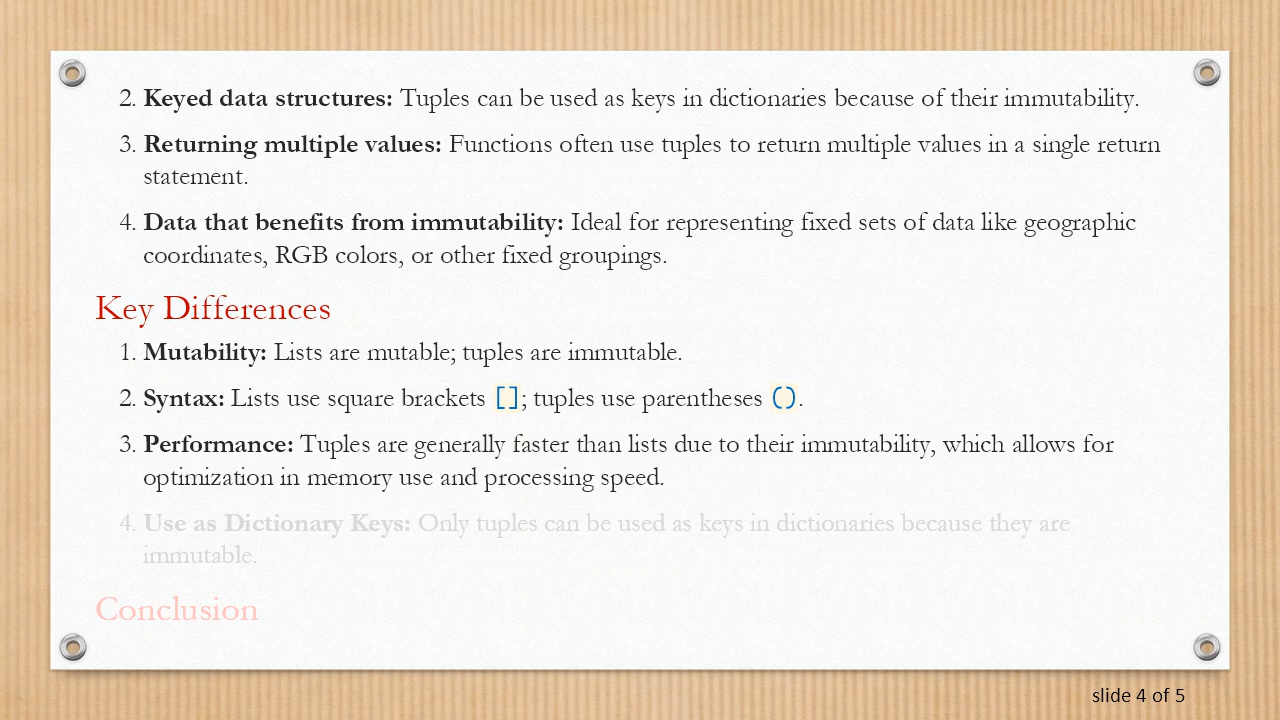 2. Keyed data structures: Tuples can be used as keys in dictionaries because of their immutability.
3. Returning multiple values: Functions often use tuples to return multiple values in a single return
statement.
4. Data that benefits from immutability: Ideal for representing fixed sets of data like geographic
coordinates, RGB colors, or other fixed groupings.
Key Differences
1. Mutability: Lists are mutable; tuples are immutable.
2. Syntax: Lists use square brackets []; tuples use parentheses ().
3. Performance: Tuples are generally faster than lists due to their immutability, which allows for
optimization in memory use and processing speed.
4. Use as Dictionary Keys: Only tuples can be used as keys in dictionaries because they are
immutable.
Conclusion
slide 4 of 5